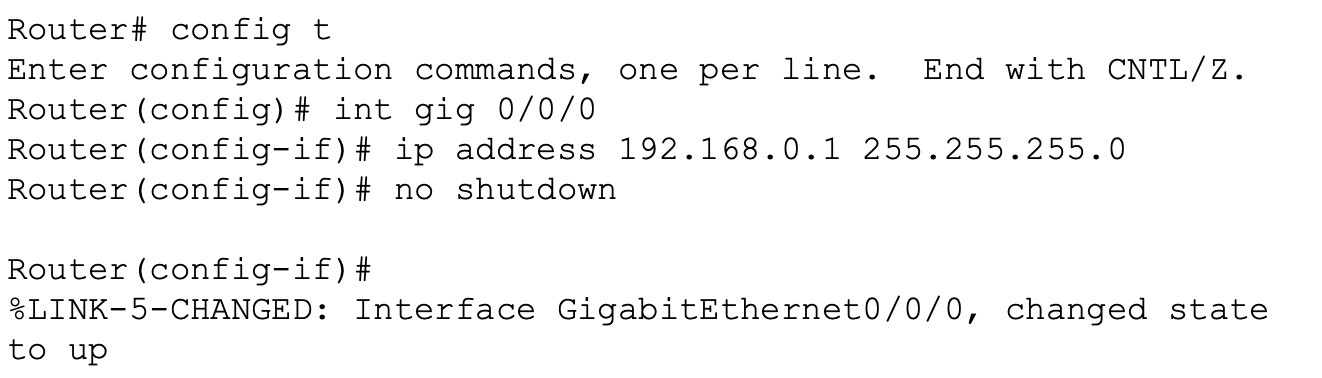 Router# config t
Enter configuration commands, one per line.  End with CNTL/Z.
Router(config)# int gig 0/0/0
Router(config-if)# ip address 192.168.0.1 255.255.255.0
Router(config-if)# no shutdown
Router(config-if)#
%LINK-5-CHANGED: Interface GigabitEthernet0/0/0, changed state
to up